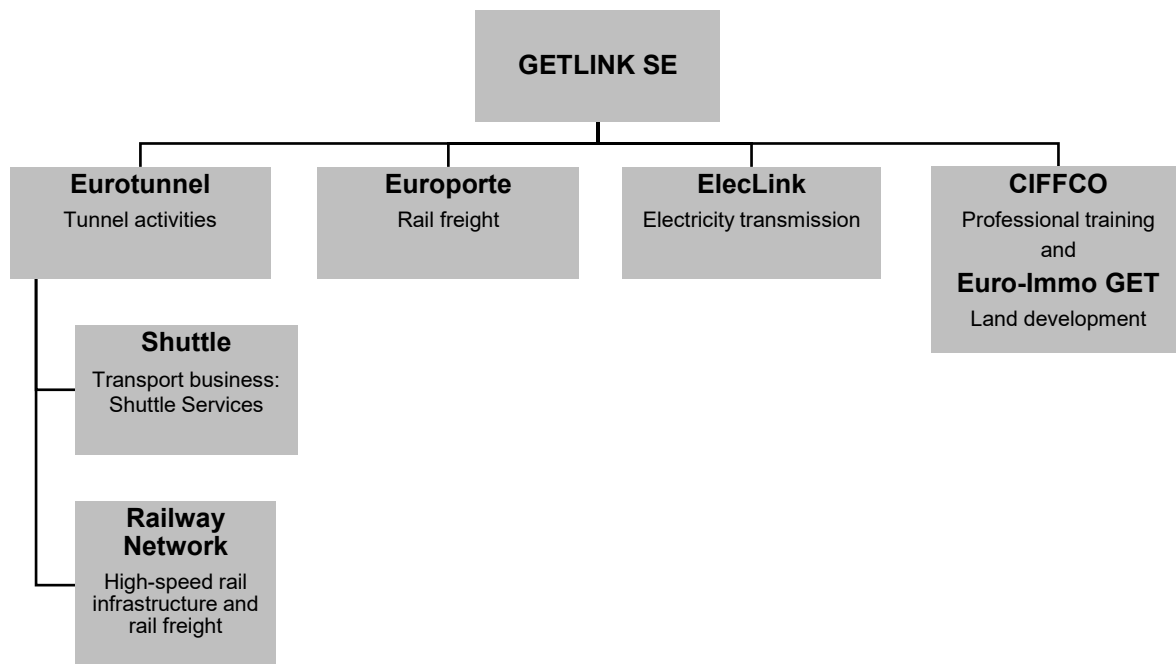 GETLINK SE
Eurotunnel
Tunnel activities
Europorte
Rail freight
ElecLink
Electricity transmission
CIFFCO
Professional training
and
Euro-Immo GET
Land development
Shuttle
Transport business:
Shuttle Services
Railway
Network
High-speed rail
infrastructure and
rail freight